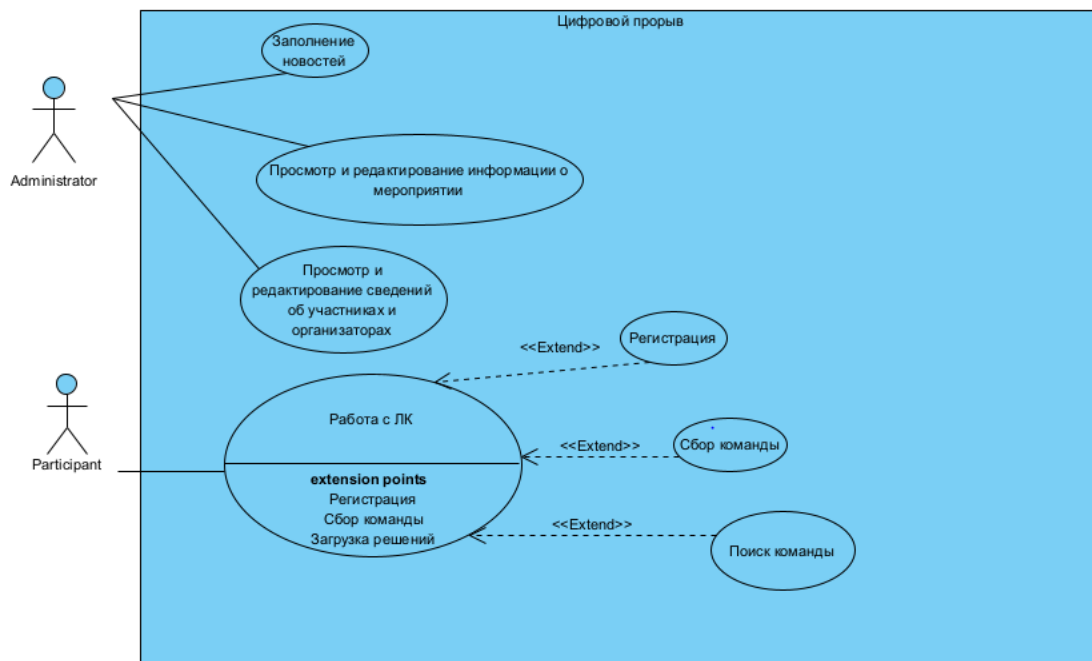 Цифровой прорыв
Заполнение
новостей
Administrator
Просмотр и редактирование информации о
мероприятии
Просмотр и
редактирование сведений
об участниках и
организаторах
<<Extend>>
Регистрация
Participant
Работа с ЛК
extension points
Регистрация
Сбор команды
Загрузка решений
<<Extend>>
Сбор команды
<<Extend>>
Поиск команды